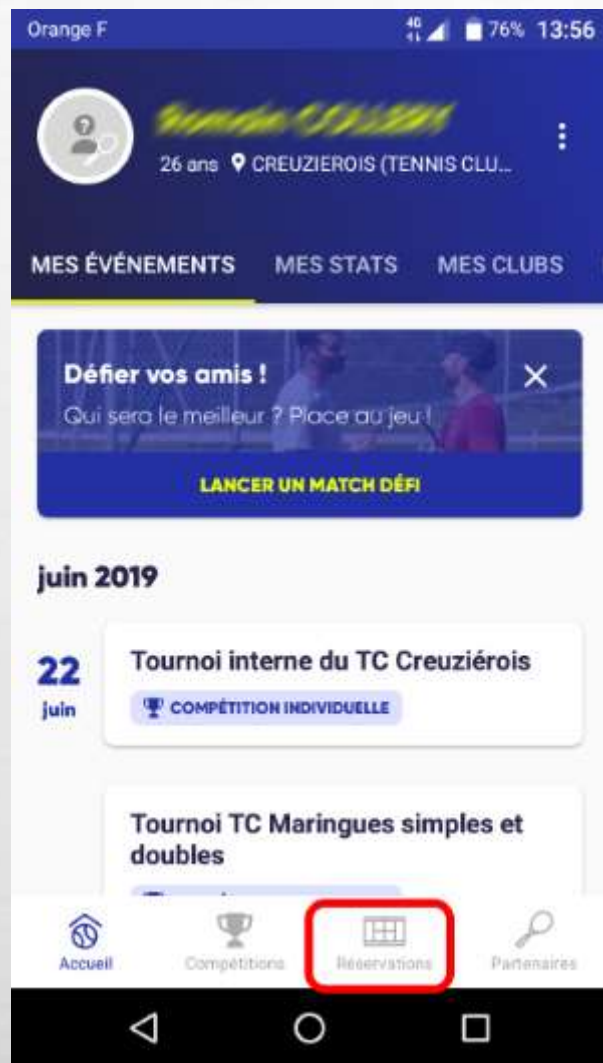 Orange F
4G
76% 13:56
26 ans CREUZIEROIS (TENNIS CLU...
MES ÉVÉNEMENTS MES STATS MES CLUBS
Défier vos amis !
Qui sera le meilleur ? Place au jeu !
LANCER UN MATCH DÉFI
juin 2019
22
juin
Tournoi interne du TC Creuziérois
COMPÉTITION INDIVIDUELLE
Tournoi TC Maringues simples et
doubles
Accueil Compétitions Réservations Partenaires